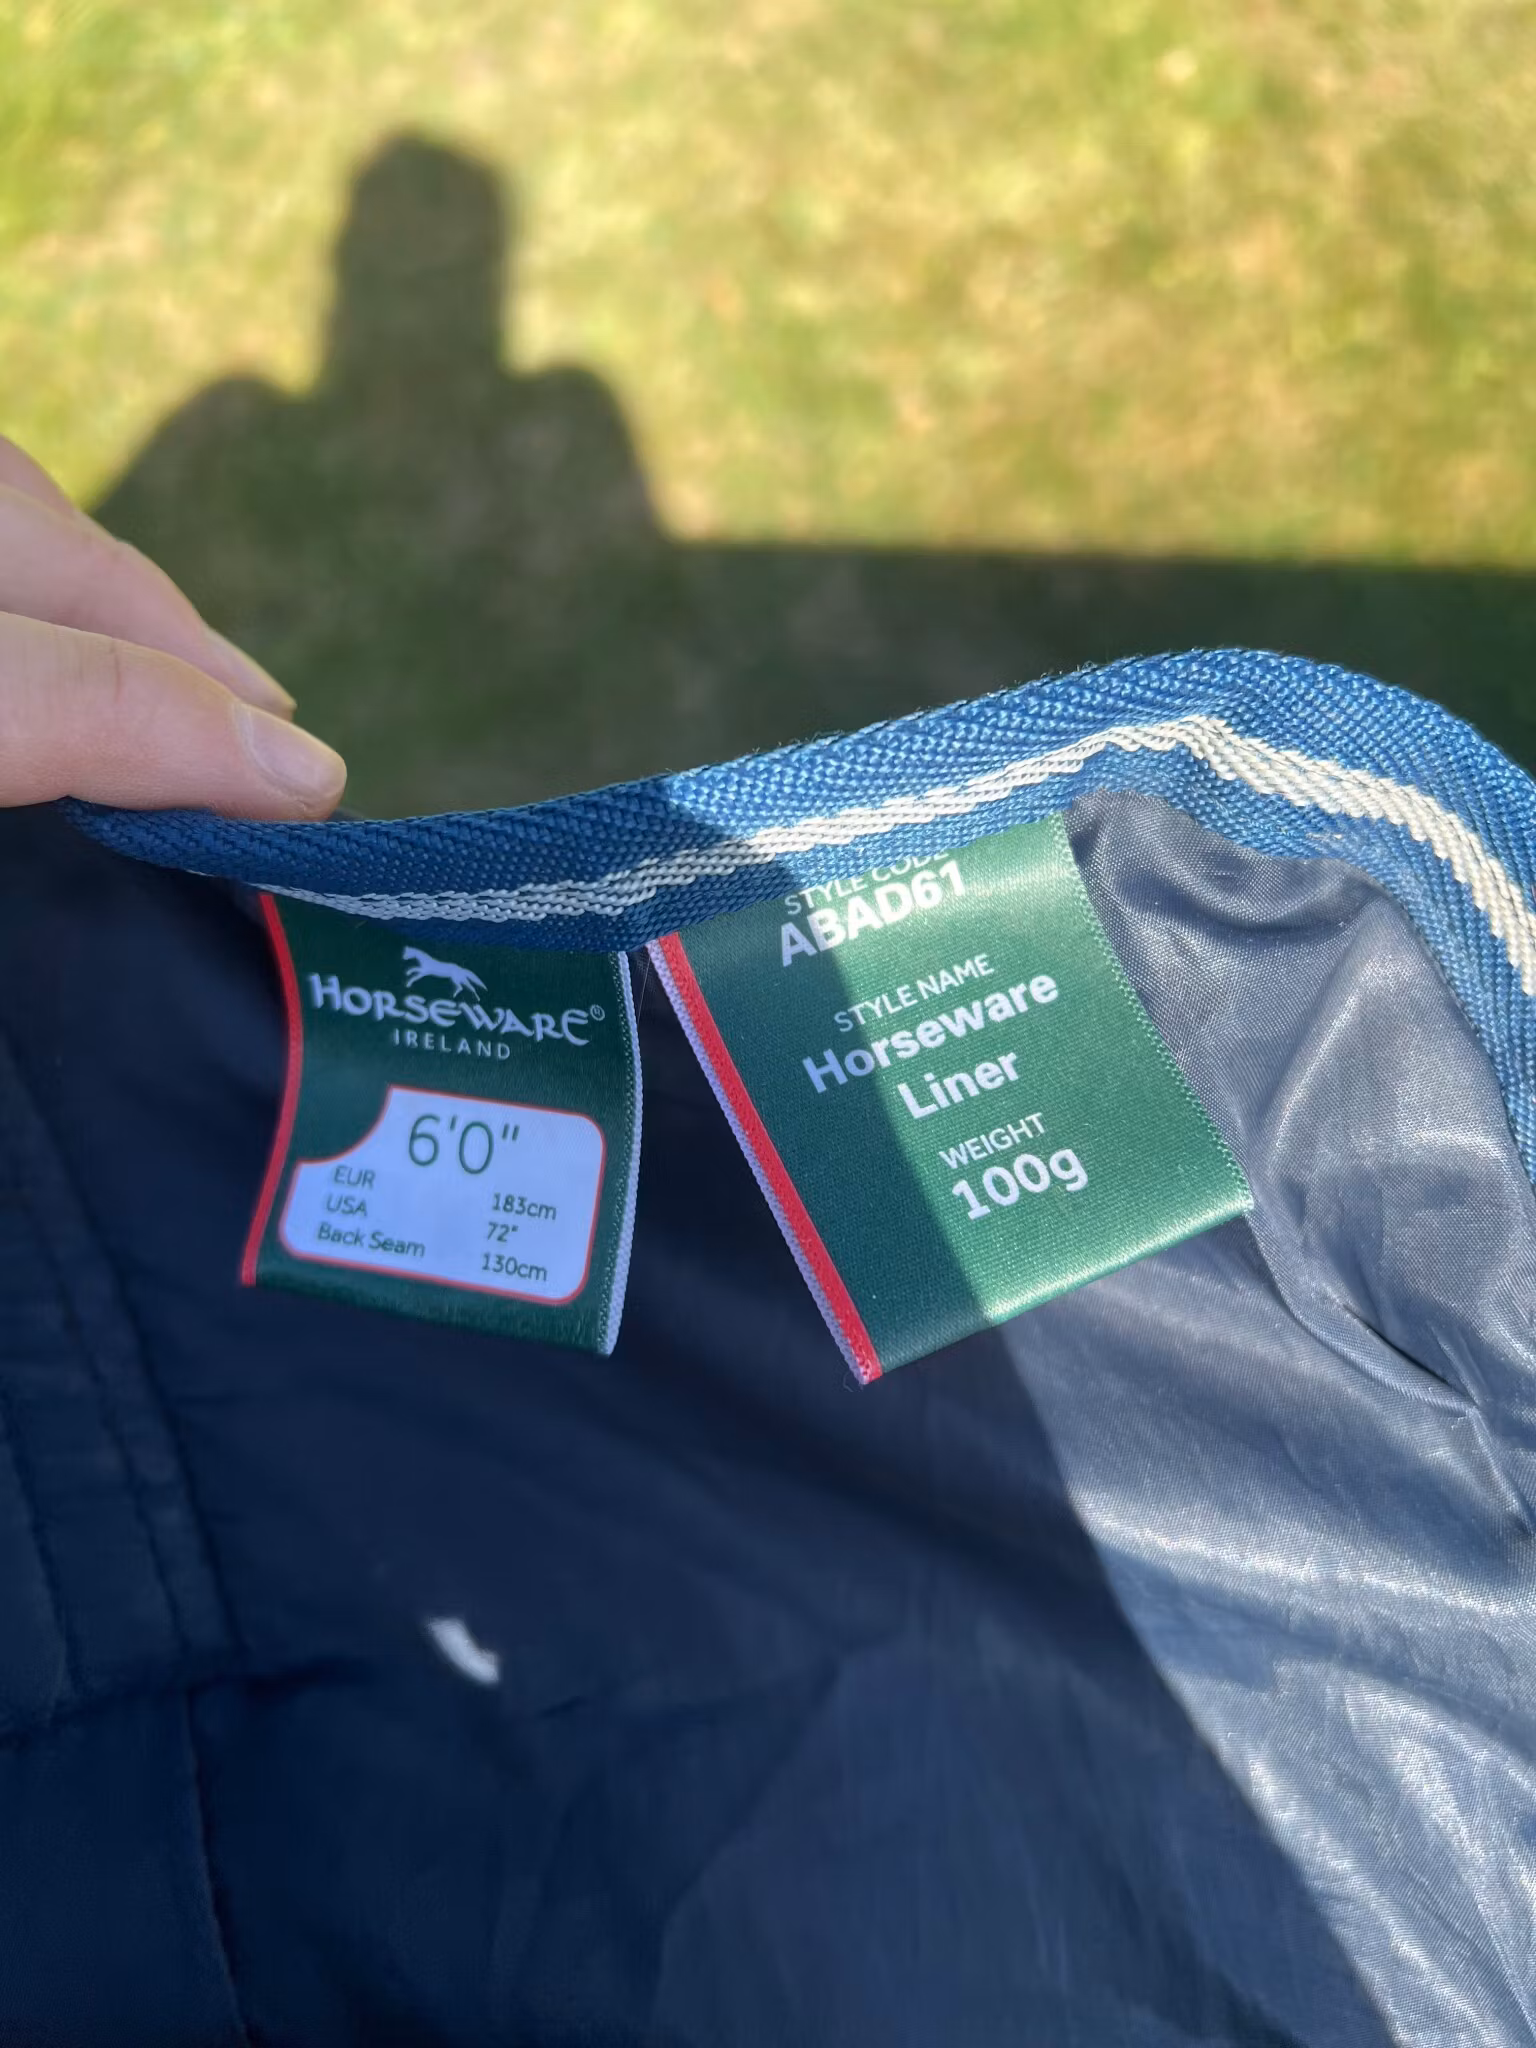 HORSEWARE®
IRELAND
6'0"
EUR 183cm
USA 72"
Back Seam 130cm
STYLE CODE
ABAD61
STYLE NAME
Horseware
Liner
WEIGHT
100g